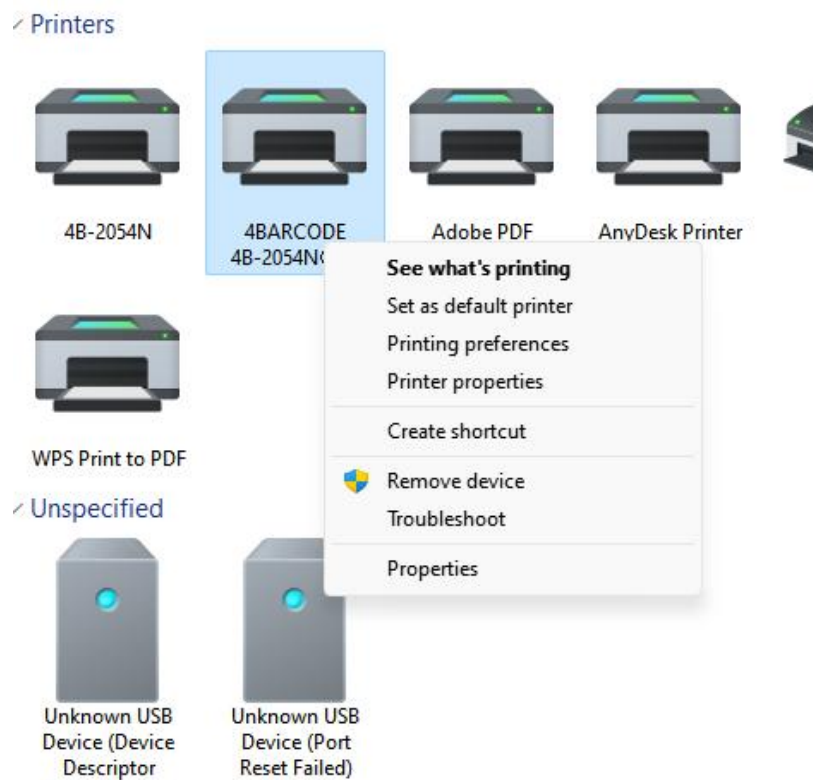 Printers
4B-2054N
4BARCODE
4B-2054N
Adobe PDF
AnyDesk Printer
See what's printing
Set as default printer
Printing preferences
Printer properties
Create shortcut
Remove device
Troubleshoot
Properties
WPS Print to PDF
Unspecified
Unknown USB
Device (Device
Descriptor
Unknown USB
Device (Port
Reset Failed)